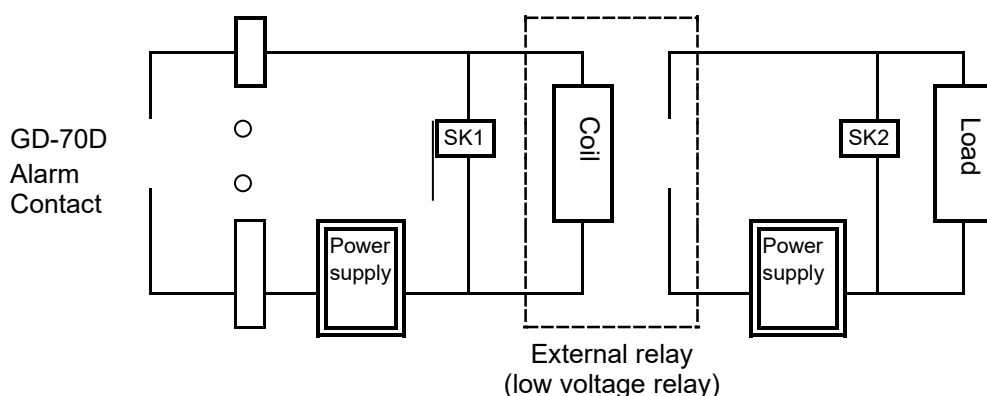 GD-70D
Alarm
Contact
Power
supply
SK1
Coil
Power
supply
SK2
Load
External relay
(low voltage relay)